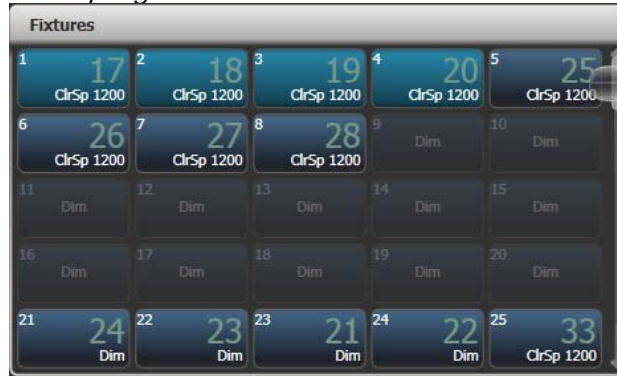 Fixtures
1 17 2 18 3 19 4 20 5 25
ClrSp 1200 ClrSp 1200 ClrSp 1200 ClrSp 1200 ClrSp 1200
6 26 7 27 8 28 9 10
ClrSp 1200 ClrSp 1200 ClrSp 1200 Dim Dim
11 12 13 14 15
Dim Dim Dim Dim Dim
16 17 18 19 20
Dim Dim Dim Dim Dim
21 24 22 23 23 21 24 22 25 33
Dim Dim Dim Dim ClrSp 1200